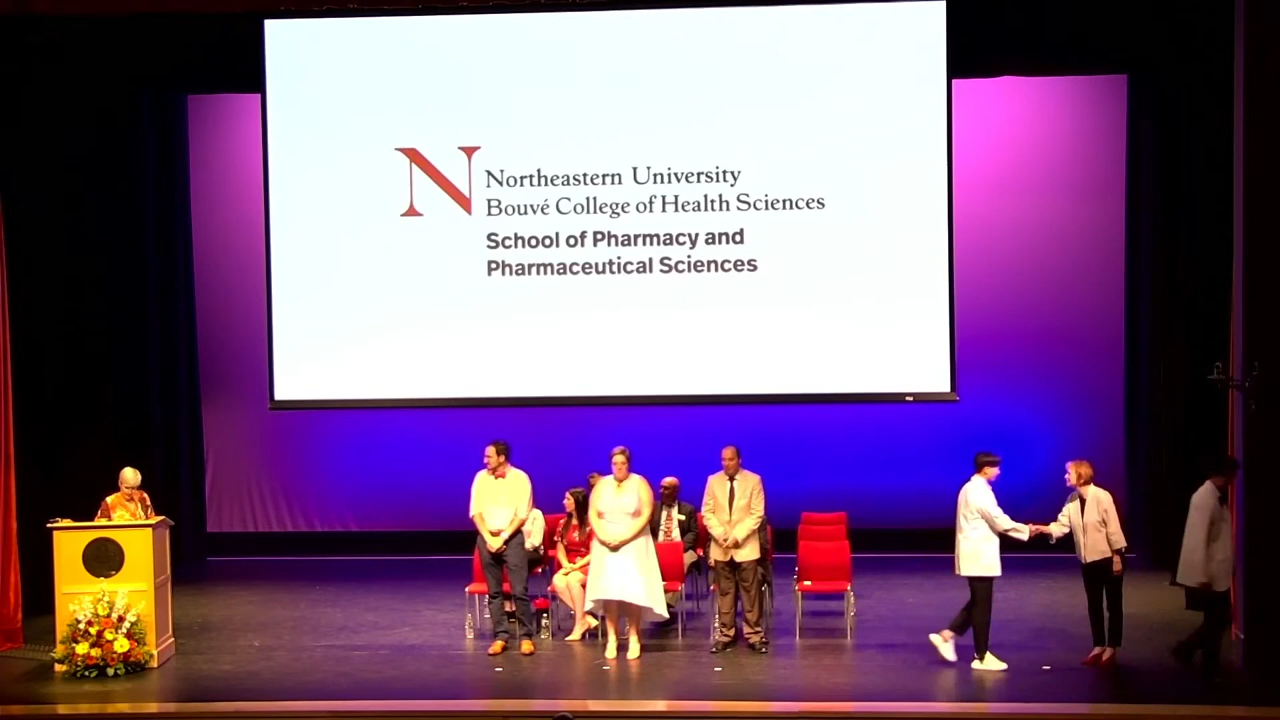 N
Northeastern University
Bouvé College of Health Sciences
School of Pharmacy and
Pharmaceutical Sciences